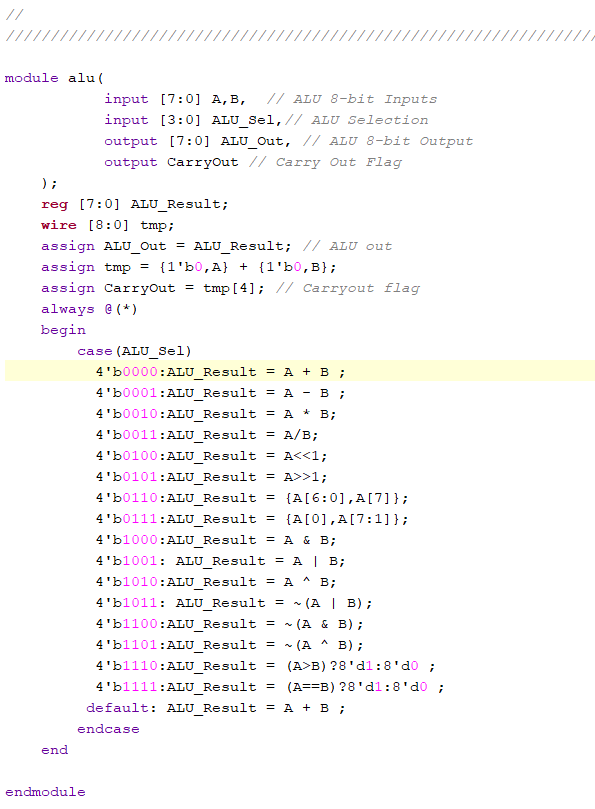 //
//////////////////////////////////////////////////////////////////
module alu(
input [7:0] A,B,  // ALU 8-bit Inputs
input [3:0] ALU_Sel,// ALU Selection
output [7:0] ALU_Out, // ALU 8-bit Output
output CarryOut // Carry Out Flag
);
reg [7:0] ALU_Result;
wire [8:0] tmp;
assign ALU_Out = ALU_Result; // ALU out
assign tmp = {1'b0,A} + {1'b0,B};
assign CarryOut = tmp[4]; // Carryout flag
always @(*)
begin
case(ALU_Sel)
4'b0000:ALU_Result = A + B ;
4'b0001:ALU_Result = A - B ;
4'b0010:ALU_Result = A * B;
4'b0011:ALU_Result = A/B;
4'b0100:ALU_Result = A<<1;
4'b0101:ALU_Result = A>>1;
4'b0110:ALU_Result = {A[6:0],A[7]};
4'b0111:ALU_Result = {A[0],A[7:1]};
4'b1000:ALU_Result = A & B;
4'b1001: ALU_Result = A | B;
4'b1010:ALU_Result = A ^ B;
4'b1011: ALU_Result = ~(A | B);
4'b1100:ALU_Result = ~(A & B);
4'b1101:ALU_Result = ~(A ^ B);
4'b1110:ALU_Result = (A>B)?8'd1:8'd0 ;
4'b1111:ALU_Result = (A==B)?8'd1:8'd0 ;
default: ALU_Result = A + B ;
endcase
end
endmodule